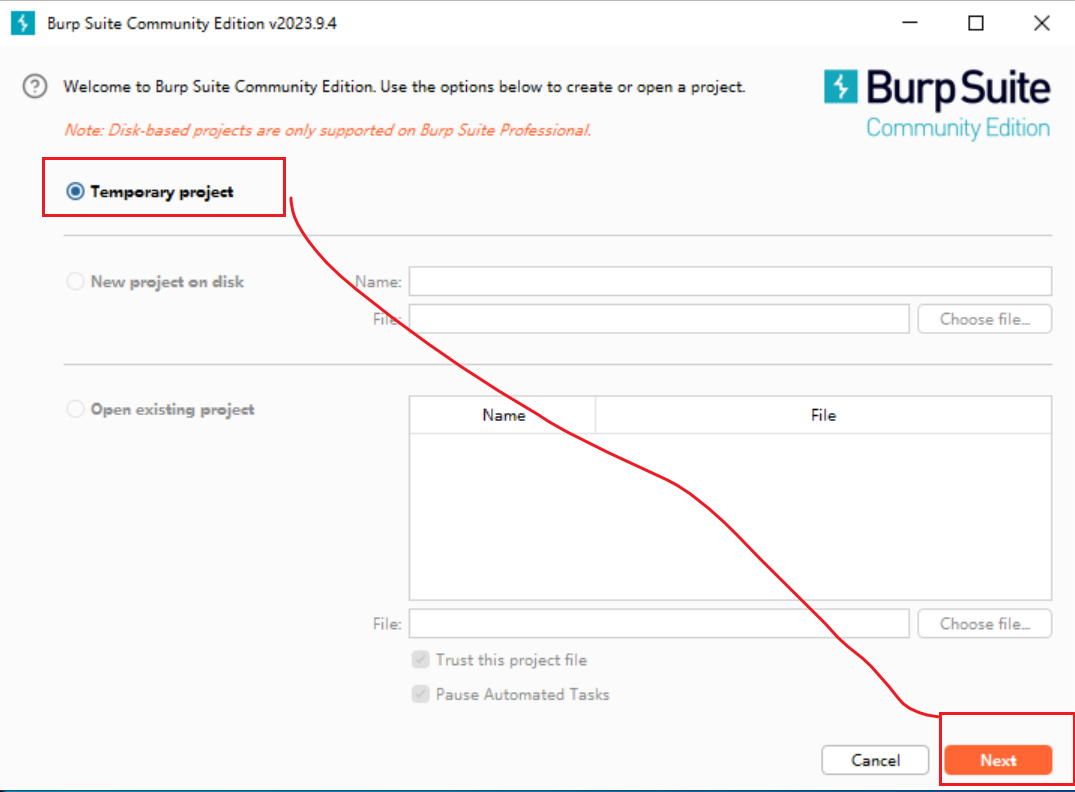 Burp Suite Community Edition v2023.9.4
Welcome to Burp Suite Community Edition. Use the options below to create or open a project.
Note: Disk-based projects are only supported on Burp Suite Professional.
Burp Suite
Community Edition
Temporary project
New project on disk
Name:
File:
Choose file...
Open existing project
Name File
File:
Choose file...
Trust this project file
Pause Automated Tasks
Cancel Next